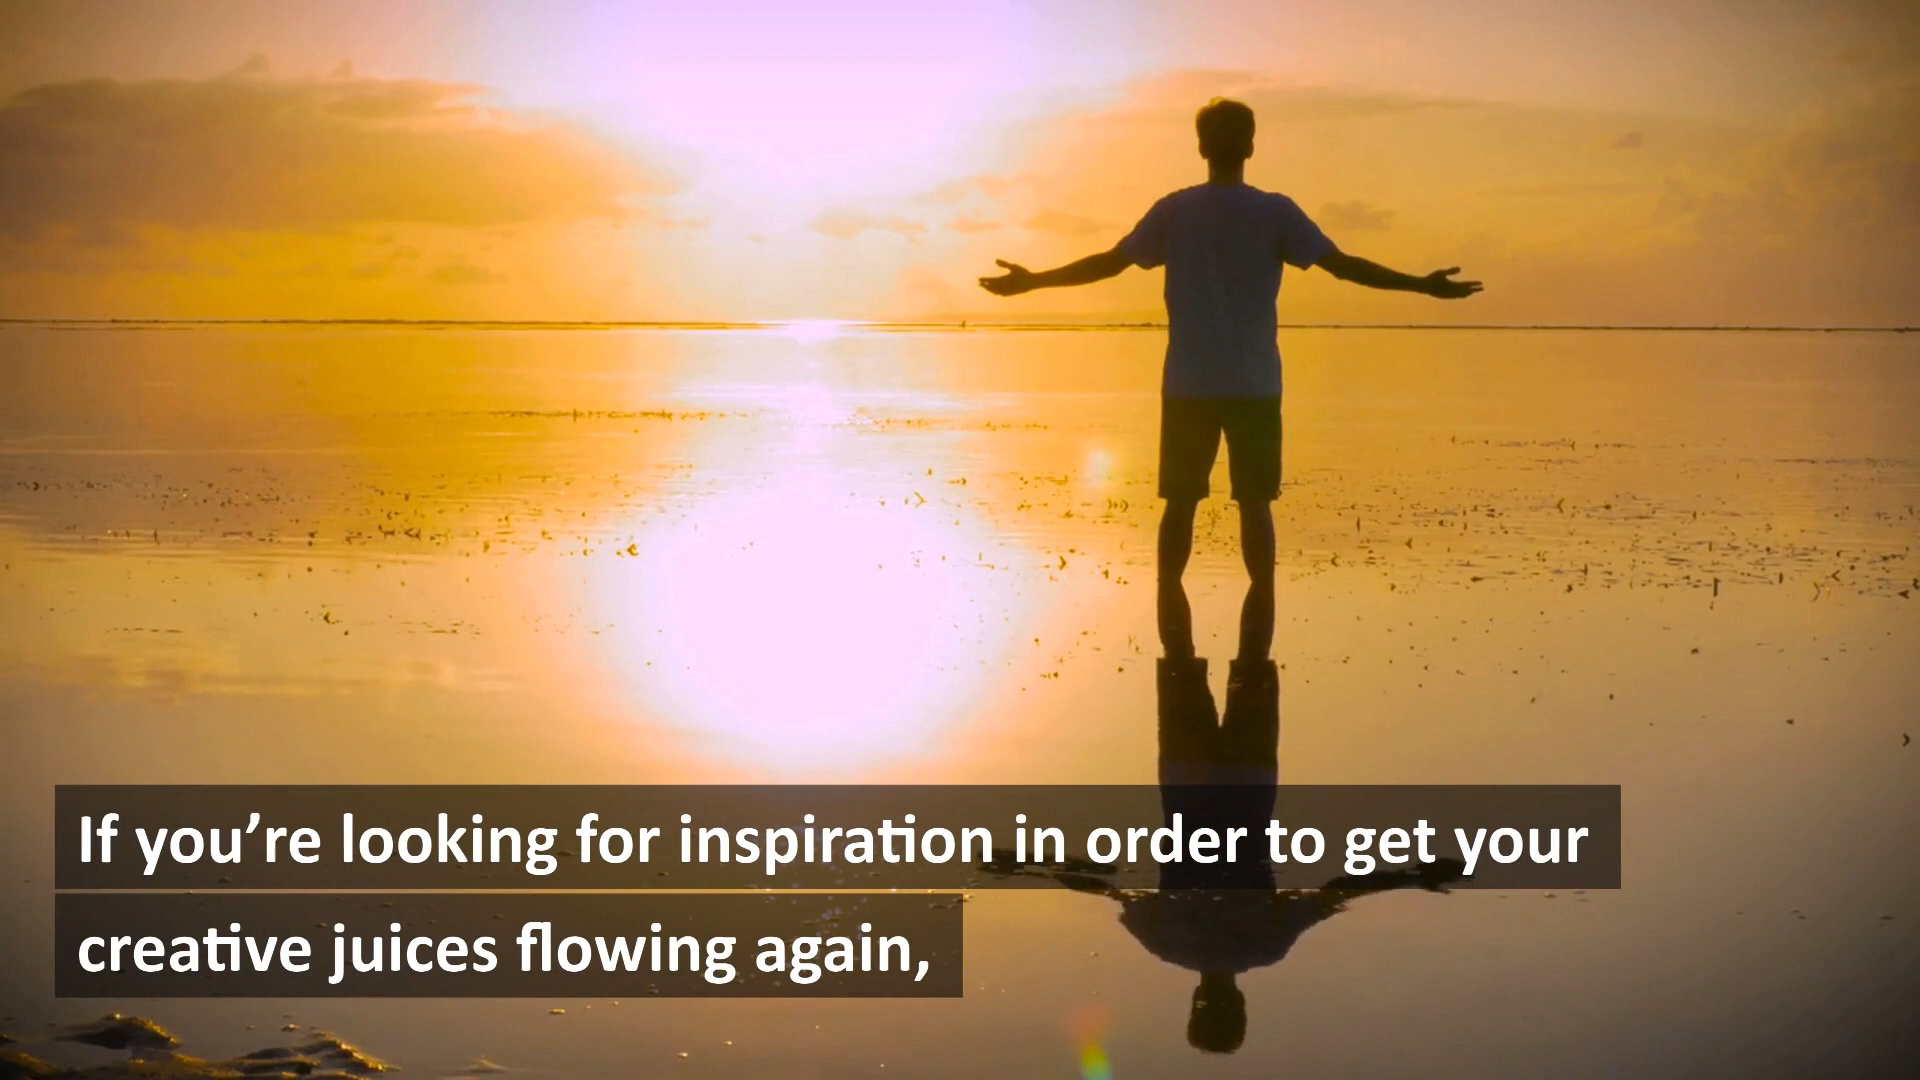 If you’re looking for inspiration in order to get your
creative juices flowing again,